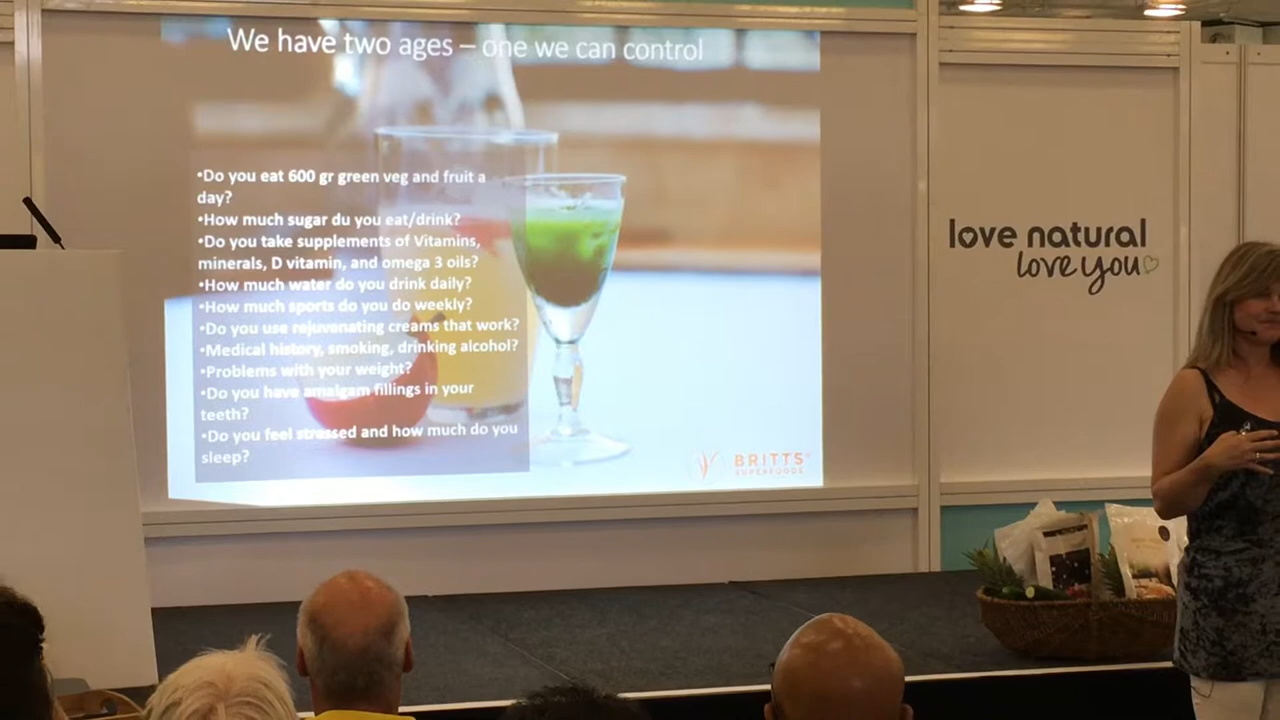 We have two ages – one we can control
•Do you eat 600 gr green veg and fruit a
day?
•How much sugar du you eat/drink?
•Do you take supplements of Vitamins,
minerals, D vitamin, and omega 3 oils?
•How much water do you drink daily?
•How much sports do you do weekly?
•Do you use rejuvenating creams that work?
•Medical history, smoking, drinking alcohol?
•Problems with your weight?
•Do you have amalgam fillings in your
teeth?
•Do you feel stressed and how much do you
sleep?
BRITTS
SUPERFOODS
love natural
love you